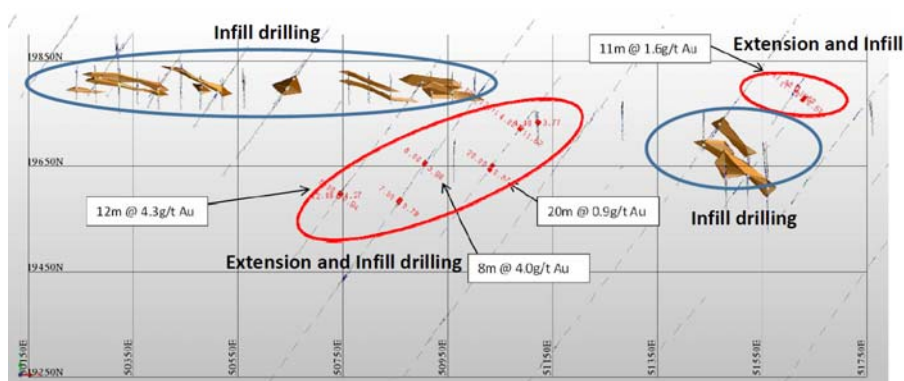 Infill drilling
Extension and Infill
11m @ 1.6g/t Au
19850N
19650N
12m @ 4.3g/t Au
20m @ 0.9g/t Au
Infill drilling
Extension and Infill drilling
8m @ 4.0g/t Au
19450N
19250N
50150E
50350E
50550E
50750E
50950E
51150E
51350E
51550E
51750E